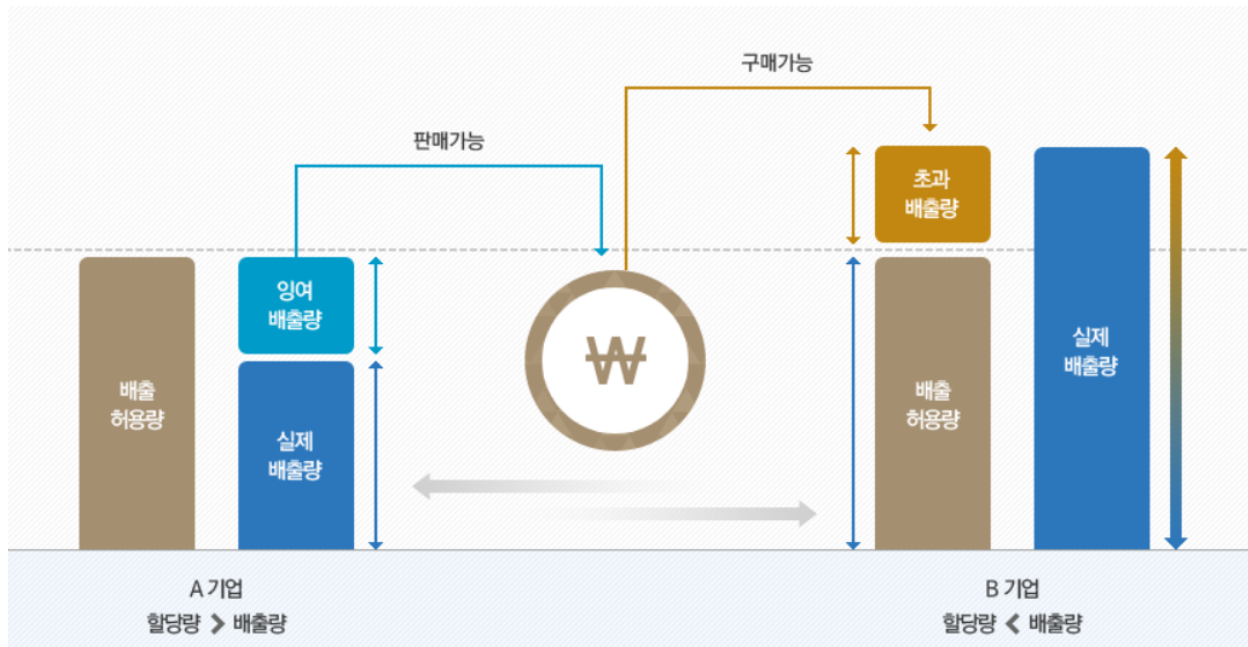 구매가능
판매가능
초과
배출량
잉여
배출량
₩
실제
배출량
배출
허용량
배출
허용량
실제
배출량
A 기업
할당량 > 배출량
B 기업
할당량 < 배출량